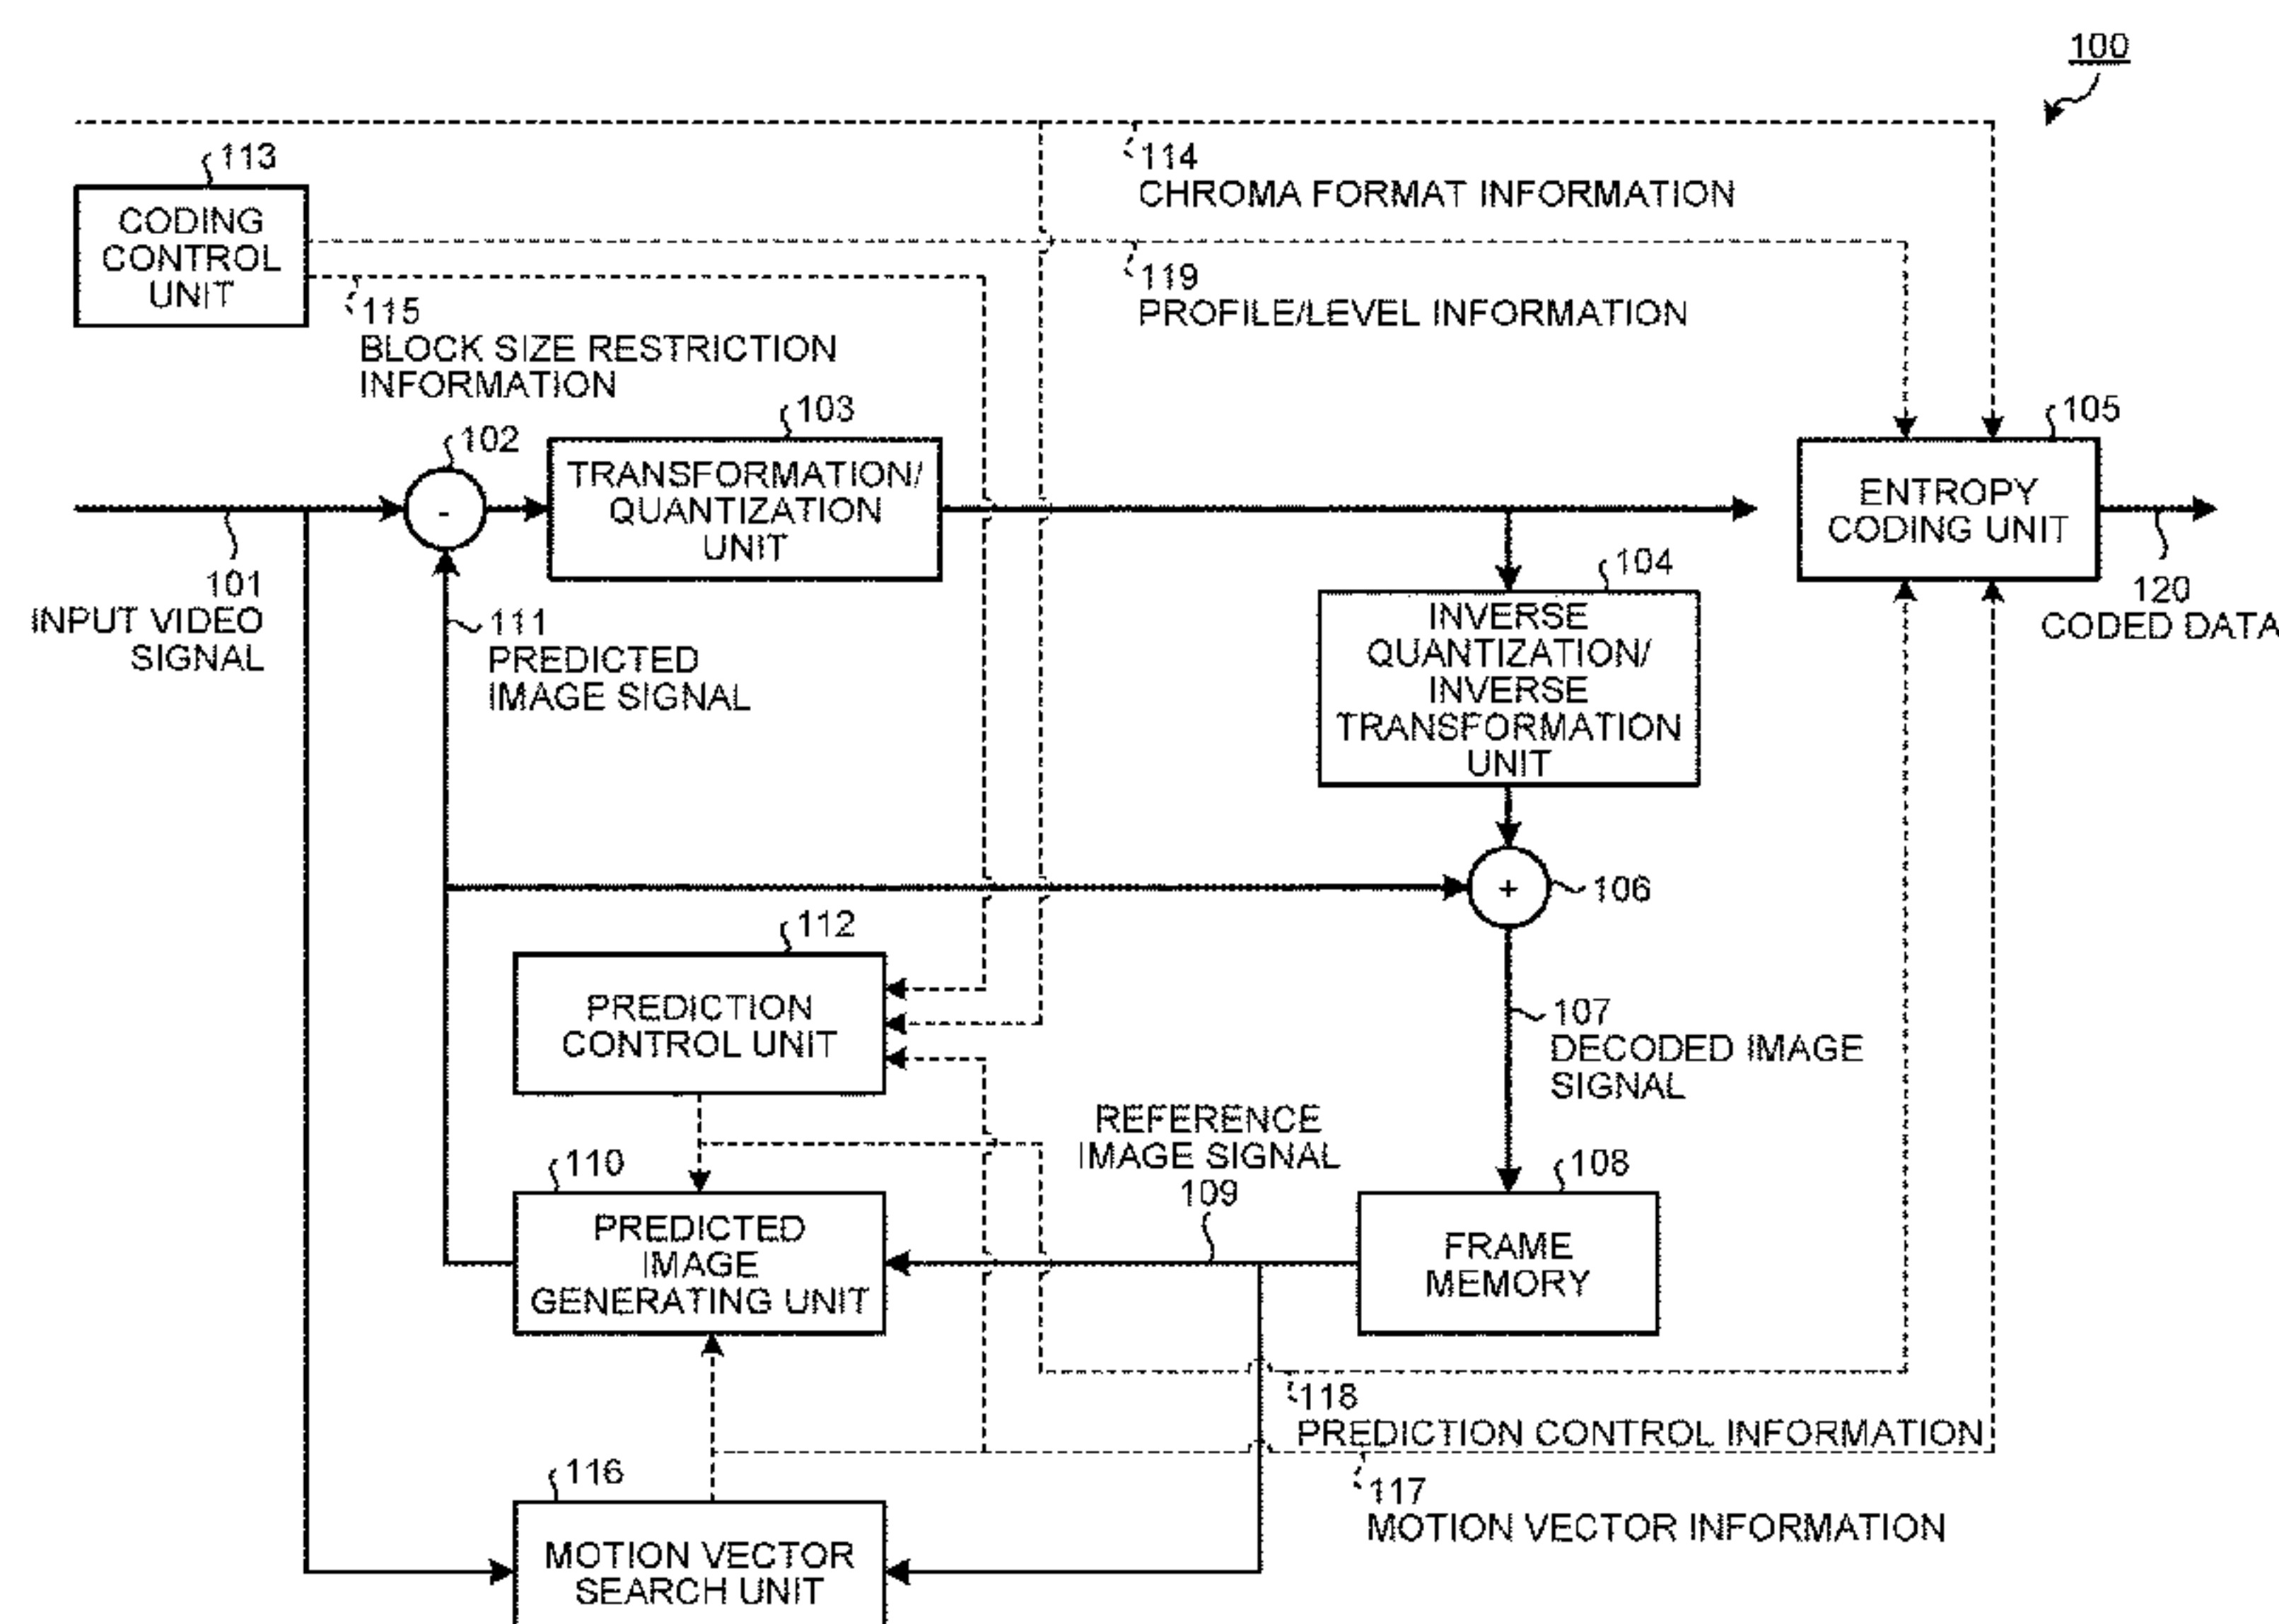 100
114
CHROMA FORMAT INFORMATION
113
CODING
CONTROL
UNIT
119
PROFILE/LEVEL INFORMATION
115
BLOCK SIZE RESTRICTION
INFORMATION
102
-
103
TRANSFORMATION/
QUANTIZATION
UNIT
105
ENTROPY
CODING UNIT
101
INPUT VIDEO
SIGNAL
111
PREDICTED
IMAGE SIGNAL
104
INVERSE
QUANTIZATION/
INVERSE
TRANSFORMATION
UNIT
120
CODED DATA
+
106
112
PREDICTION
CONTROL UNIT
107
DECODED IMAGE
SIGNAL
REFERENCE
IMAGE SIGNAL
109
110
PREDICTED
IMAGE
GENERATING UNIT
108
FRAME
MEMORY
118
PREDICTION CONTROL INFORMATION
116
MOTION VECTOR
SEARCH UNIT
117
MOTION VECTOR INFORMATION